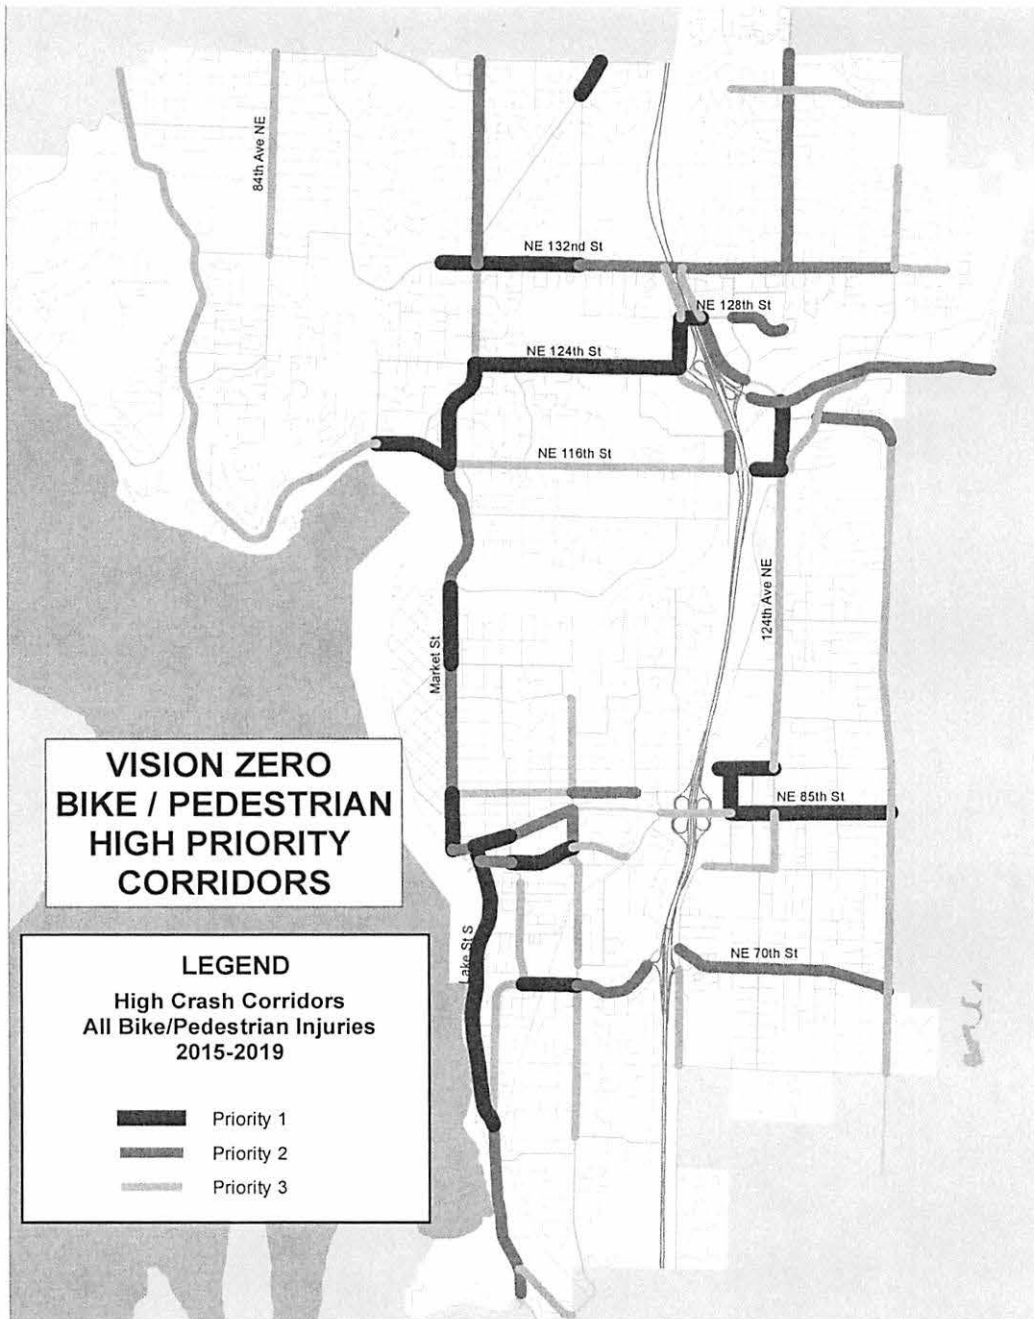 84th Ave NE
NE 132nd St
NE 128th St
NE 124th St
NE 116th St
124th Ave NE
Market St
VISION ZERO
BIKE / PEDESTRIAN
HIGH PRIORITY
CORRIDORS
NE 85th St
Lake St S
NE 70th St
LEGEND
High Crash Corridors
All Bike/Pedestrian Injuries
2015-2019
Priority 1
Priority 2
Priority 3